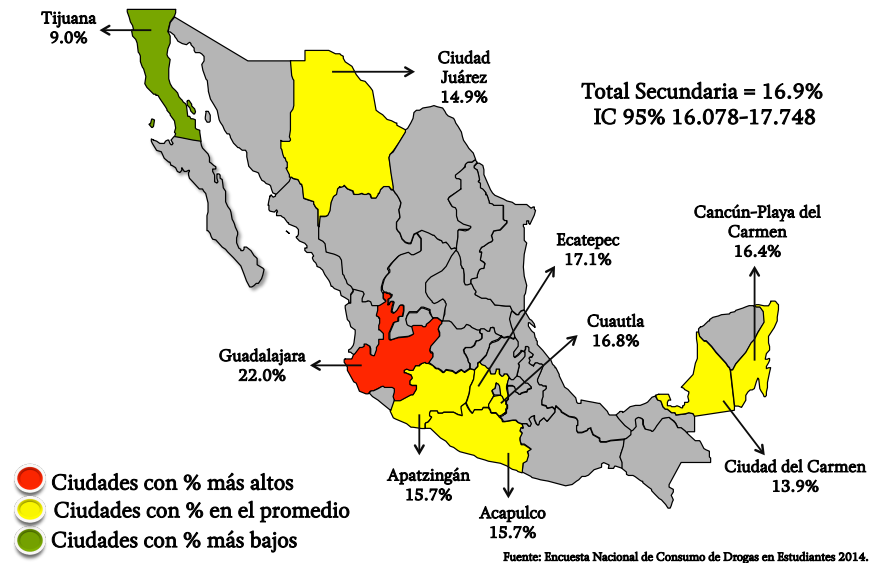 Tijuana
9.0%
Ciudad
Juárez
14.9%
Total Secundaria = 16.9%
IC 95% 16.078-17.748
Cancún-Playa del
Carmen
16.4%
Ecatepec
17.1%
Cuautla
16.8%
Guadalajara
22.0%
Apatzingán
15.7%
Acapulco
15.7%
Ciudad del Carmen
13.9%
Ciudades con % más altos
Ciudades con % en el promedio
Ciudades con % más bajos
Fuente: Encuesta Nacional de Consumo de Drogas en Estudiantes 2014.